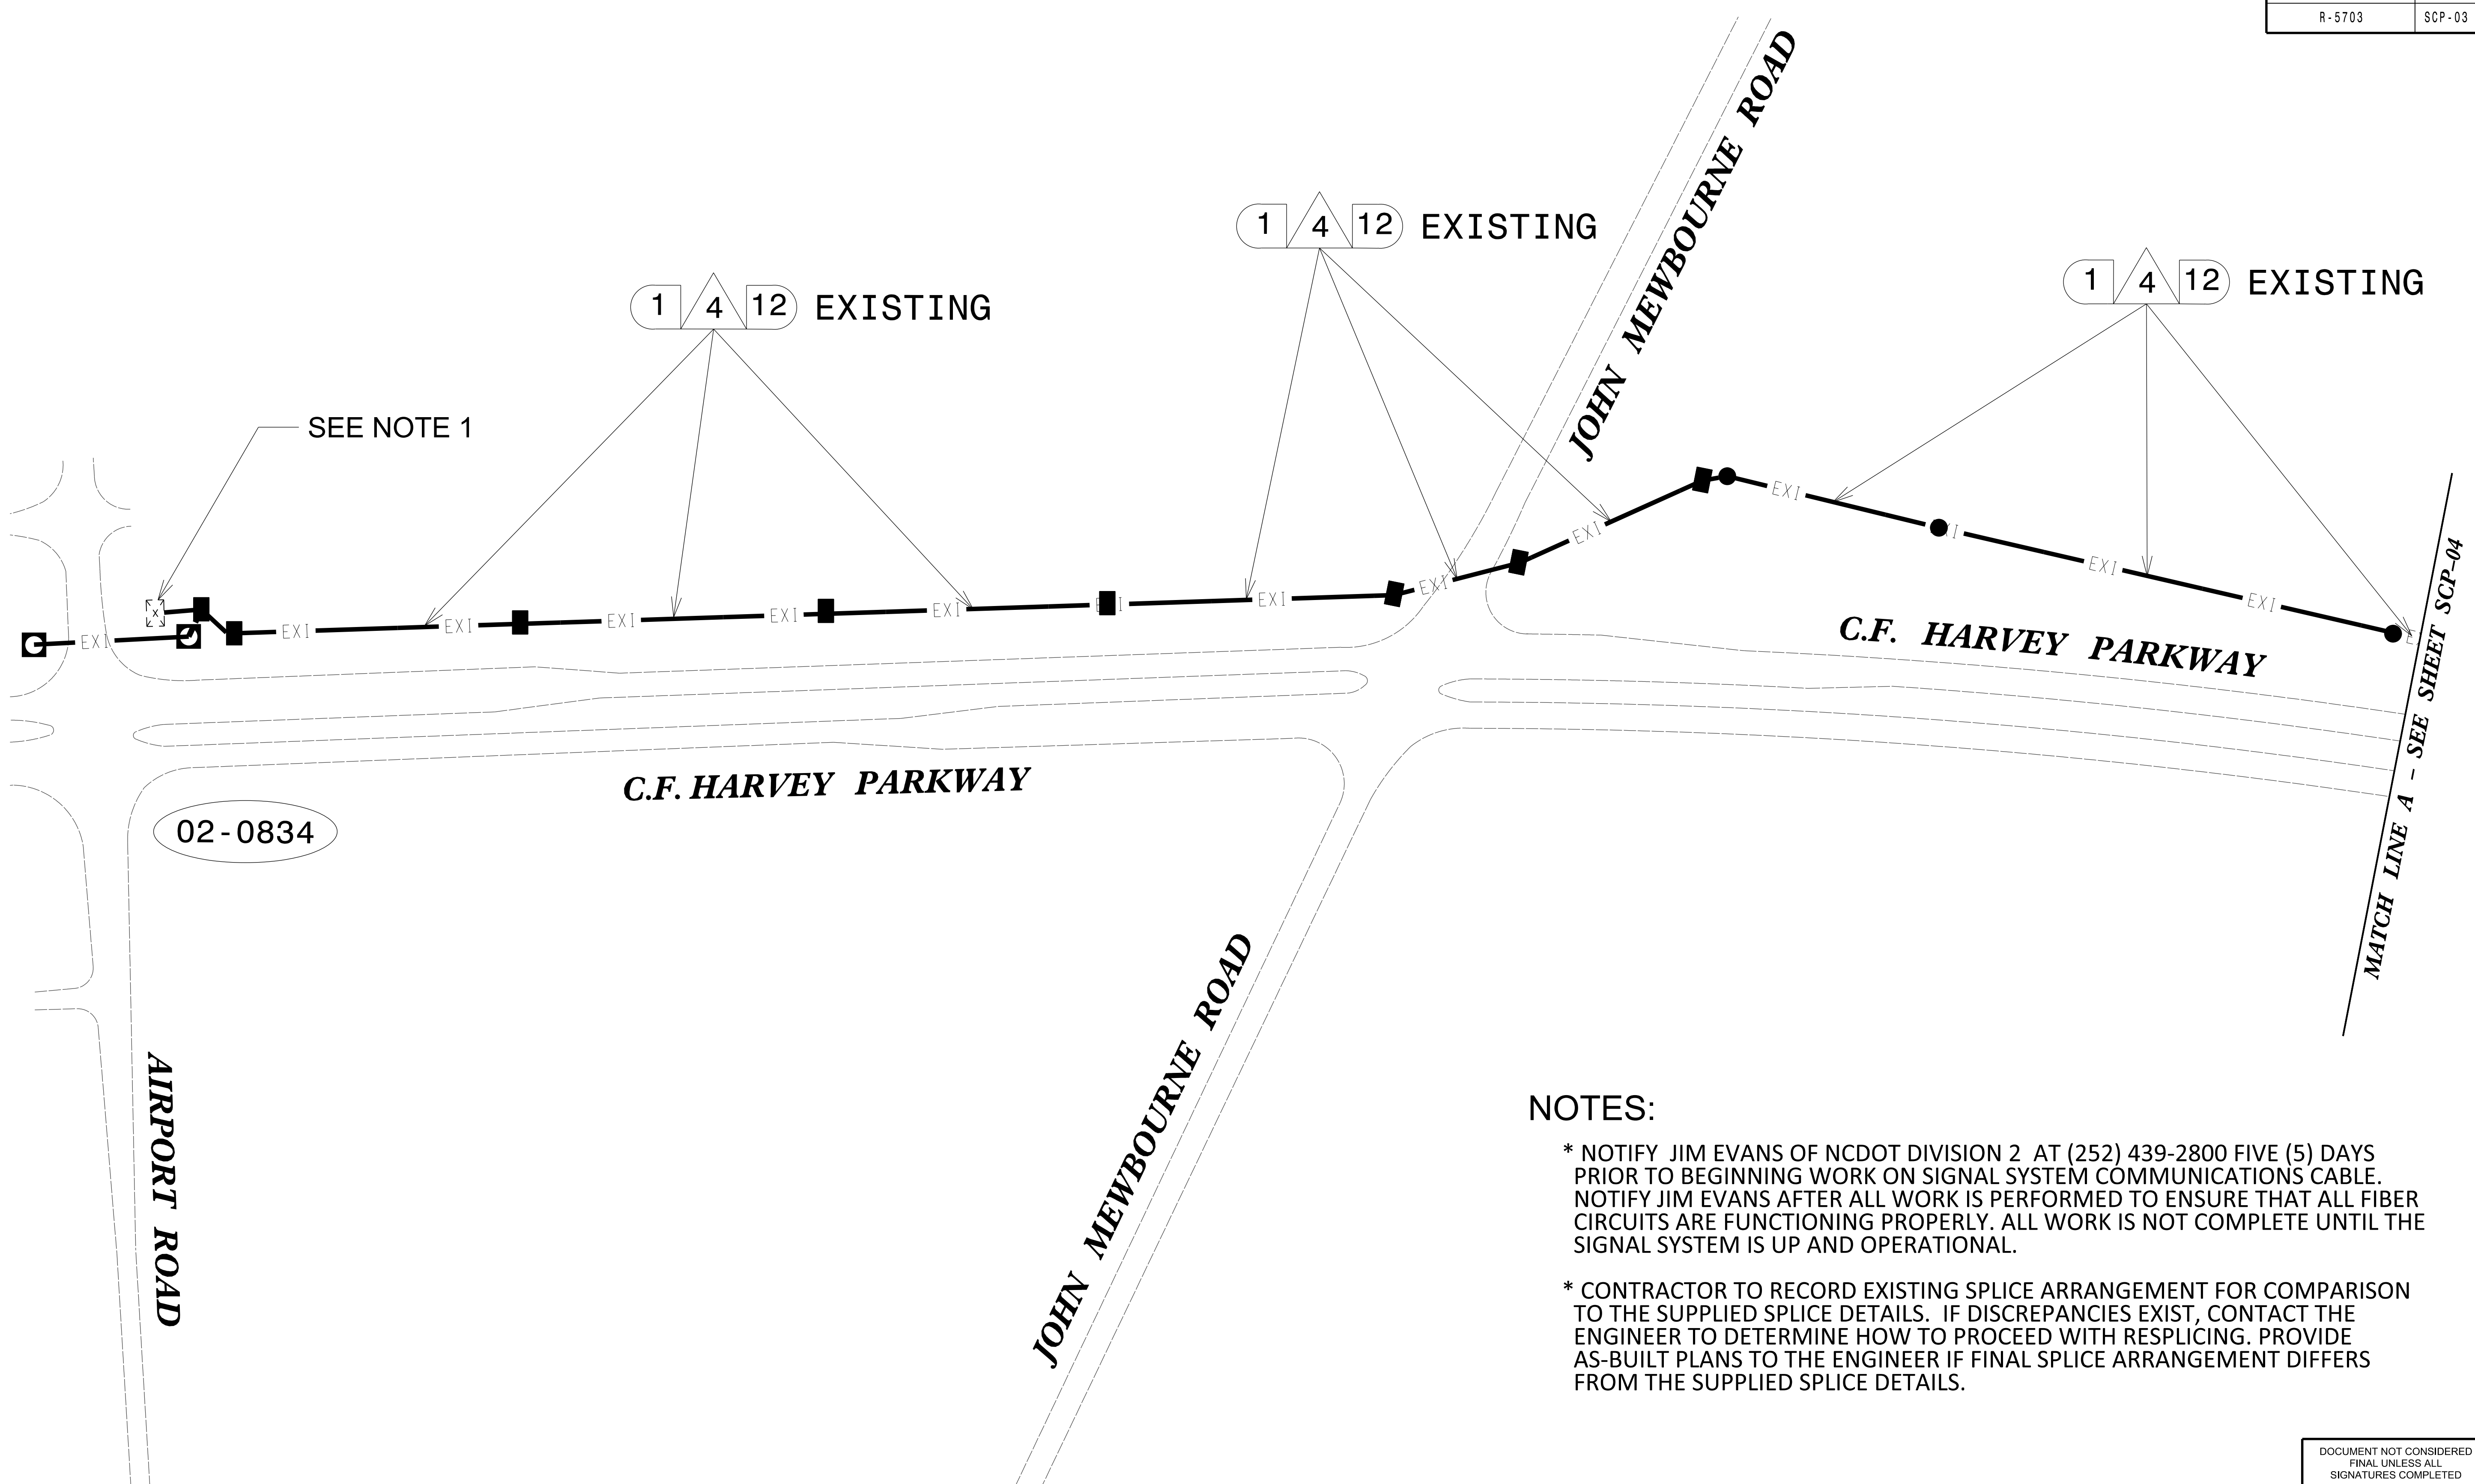 R-5703 SCP-03
JOHN MEWBOURNE ROAD
1 4 12 EXISTING
1 4 12 EXISTING
1 4 12 EXISTING
SEE NOTE 1
EXI EXI EXI EXI EXI EXI EXI EXI EXI EXI EXI EXI EXI EXI
X
C.F. HARVEY PARKWAY
MATCH LINE A - SEE SHEET SCP-04
C.F. HARVEY PARKWAY
02-0834
AIRPORT ROAD
JOHN MEWBOURNE ROAD
NOTES:
* NOTIFY JIM EVANS OF NCDOT DIVISION 2 AT (252) 439-2800 FIVE (5) DAYS
PRIOR TO BEGINNING WORK ON SIGNAL SYSTEM COMMUNICATIONS CABLE.
NOTIFY JIM EVANS AFTER ALL WORK IS PERFORMED TO ENSURE THAT ALL FIBER
CIRCUITS ARE FUNCTIONING PROPERLY. ALL WORK IS NOT COMPLETE UNTIL THE
SIGNAL SYSTEM IS UP AND OPERATIONAL.
* CONTRACTOR TO RECORD EXISTING SPLICE ARRANGEMENT FOR COMPARISON
TO THE SUPPLIED SPLICE DETAILS. IF DISCREPANCIES EXIST, CONTACT THE
ENGINEER TO DETERMINE HOW TO PROCEED WITH RESPLICING. PROVIDE
AS-BUILT PLANS TO THE ENGINEER IF FINAL SPLICE ARRANGEMENT DIFFERS
FROM THE SUPPLIED SPLICE DETAILS.
DOCUMENT NOT CONSIDERED
FINAL UNLESS ALL
SIGNATURES COMPLETED